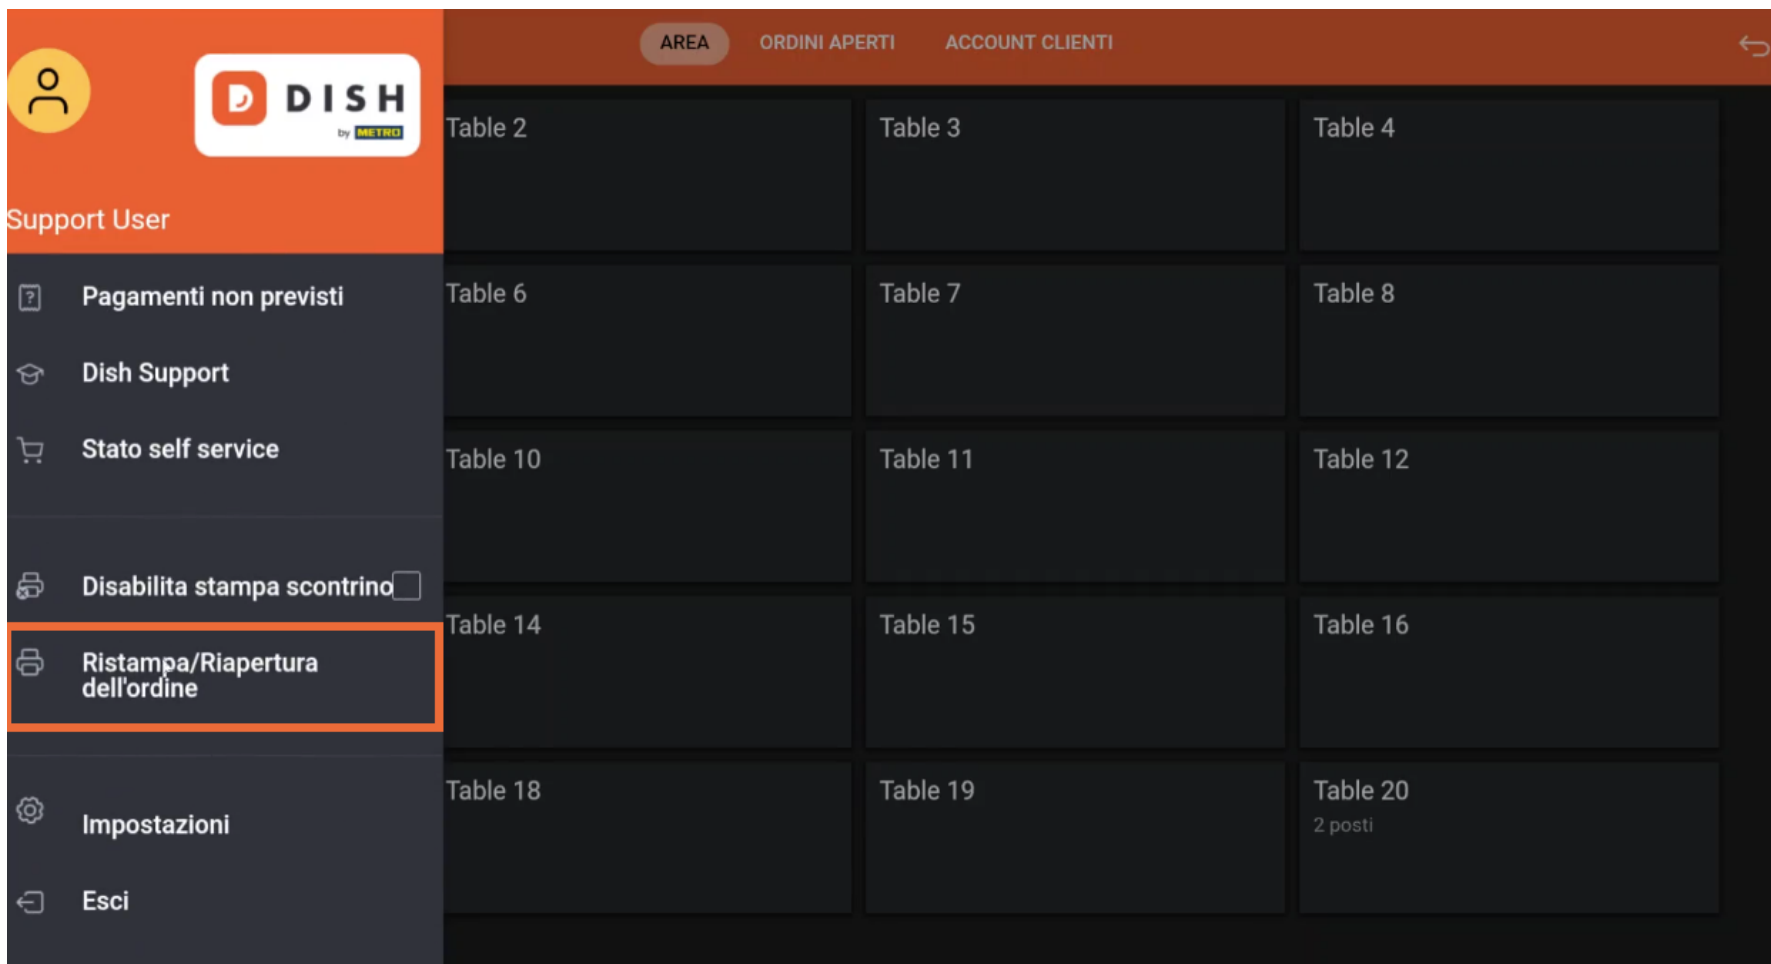 AREA ORDINI APERTI ACCOUNT CLIENTI
DISH
by METRO
Support User
Pagamenti non previsti
Dish Support
Stato self service
Disabilita stampa scontrino
Ristampa/Riapertura
dell'ordine
Impostazioni
Esci
Table 2 Table 3 Table 4
Table 6 Table 7 Table 8
Table 10 Table 11 Table 12
Table 14 Table 15 Table 16
Table 18 Table 19 Table 20
2 posti